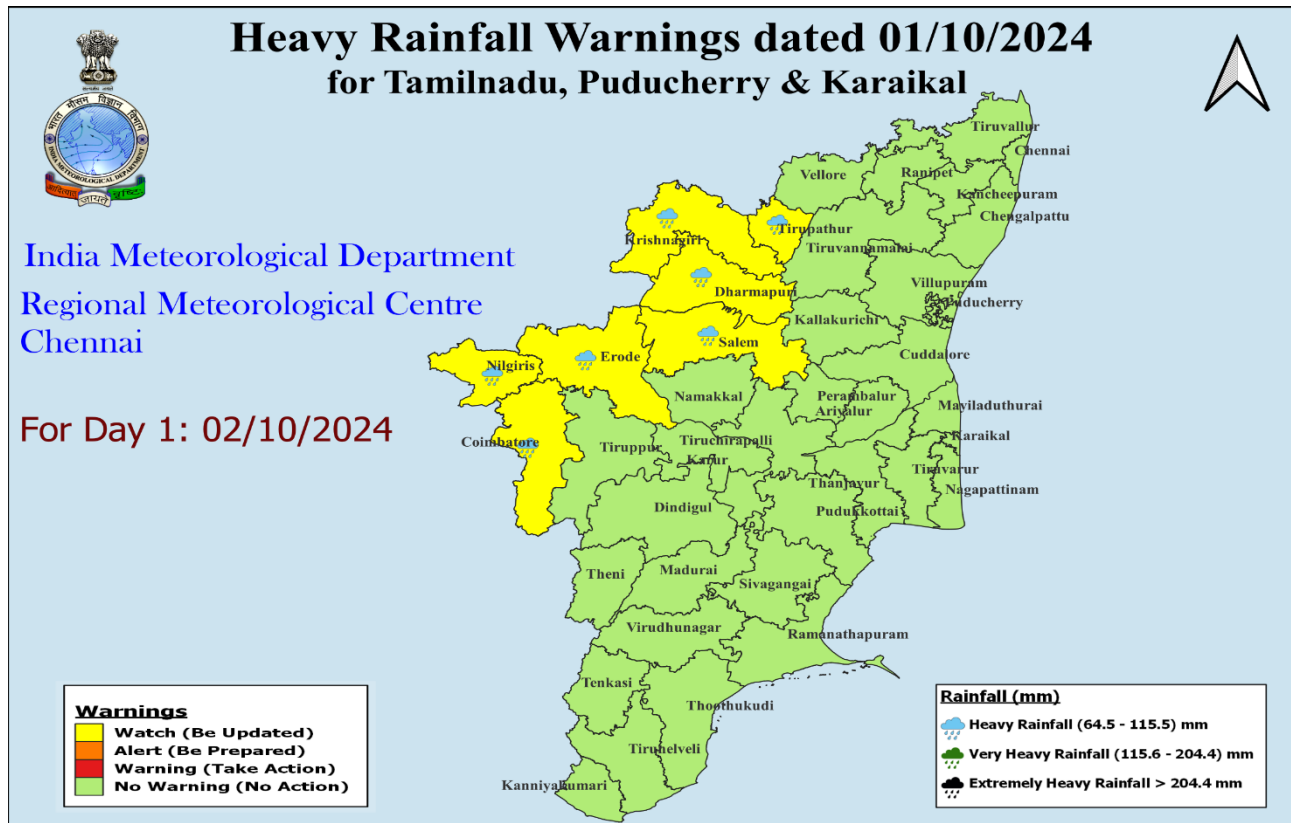 Heavy Rainfall Warnings dated 01/10/2024
for Tamilnadu, Puducherry & Karaikal
भारत मौसम विज्ञान विभाग
INDIA METEOROLOGICAL DEPARTMENT
आदित्यात्
जायते
वृष्टिः
India Meteorological Department
Regional Meteorological Centre
Chennai
For Day 1: 02/10/2024
Tiruvallur
Chennai
Vellore
Ranipet
Kancheepuram
Chengalpattu
Krishnagiri
Tirupathur
Tiruvannamalai
Dharmapuri
Villupuram
Puducherry
Kallakurichi
Salem
Erode
Nilgiris
Cuddalore
Namakkal
Perambalur
Ariyalur
Mayiladuthurai
Coimbatore
Tiruppur
Tiruchirapalli
Karaikal
Karur
Tiruvarur
Thanjavur
Nagapattinam
Dindigul
Pudukkottai
Theni
Madurai
Sivagangai
Virudhunagar
Ramanathapuram
Tenkasi
Thoothukudi
Tirunelveli
Kanniyakumari
Warnings
Watch (Be Updated)
Alert (Be Prepared)
Warning (Take Action)
No Warning (No Action)
Rainfall (mm)
Heavy Rainfall (64.5 - 115.5) mm
Very Heavy Rainfall (115.6 - 204.4) mm
Extremely Heavy Rainfall > 204.4 mm